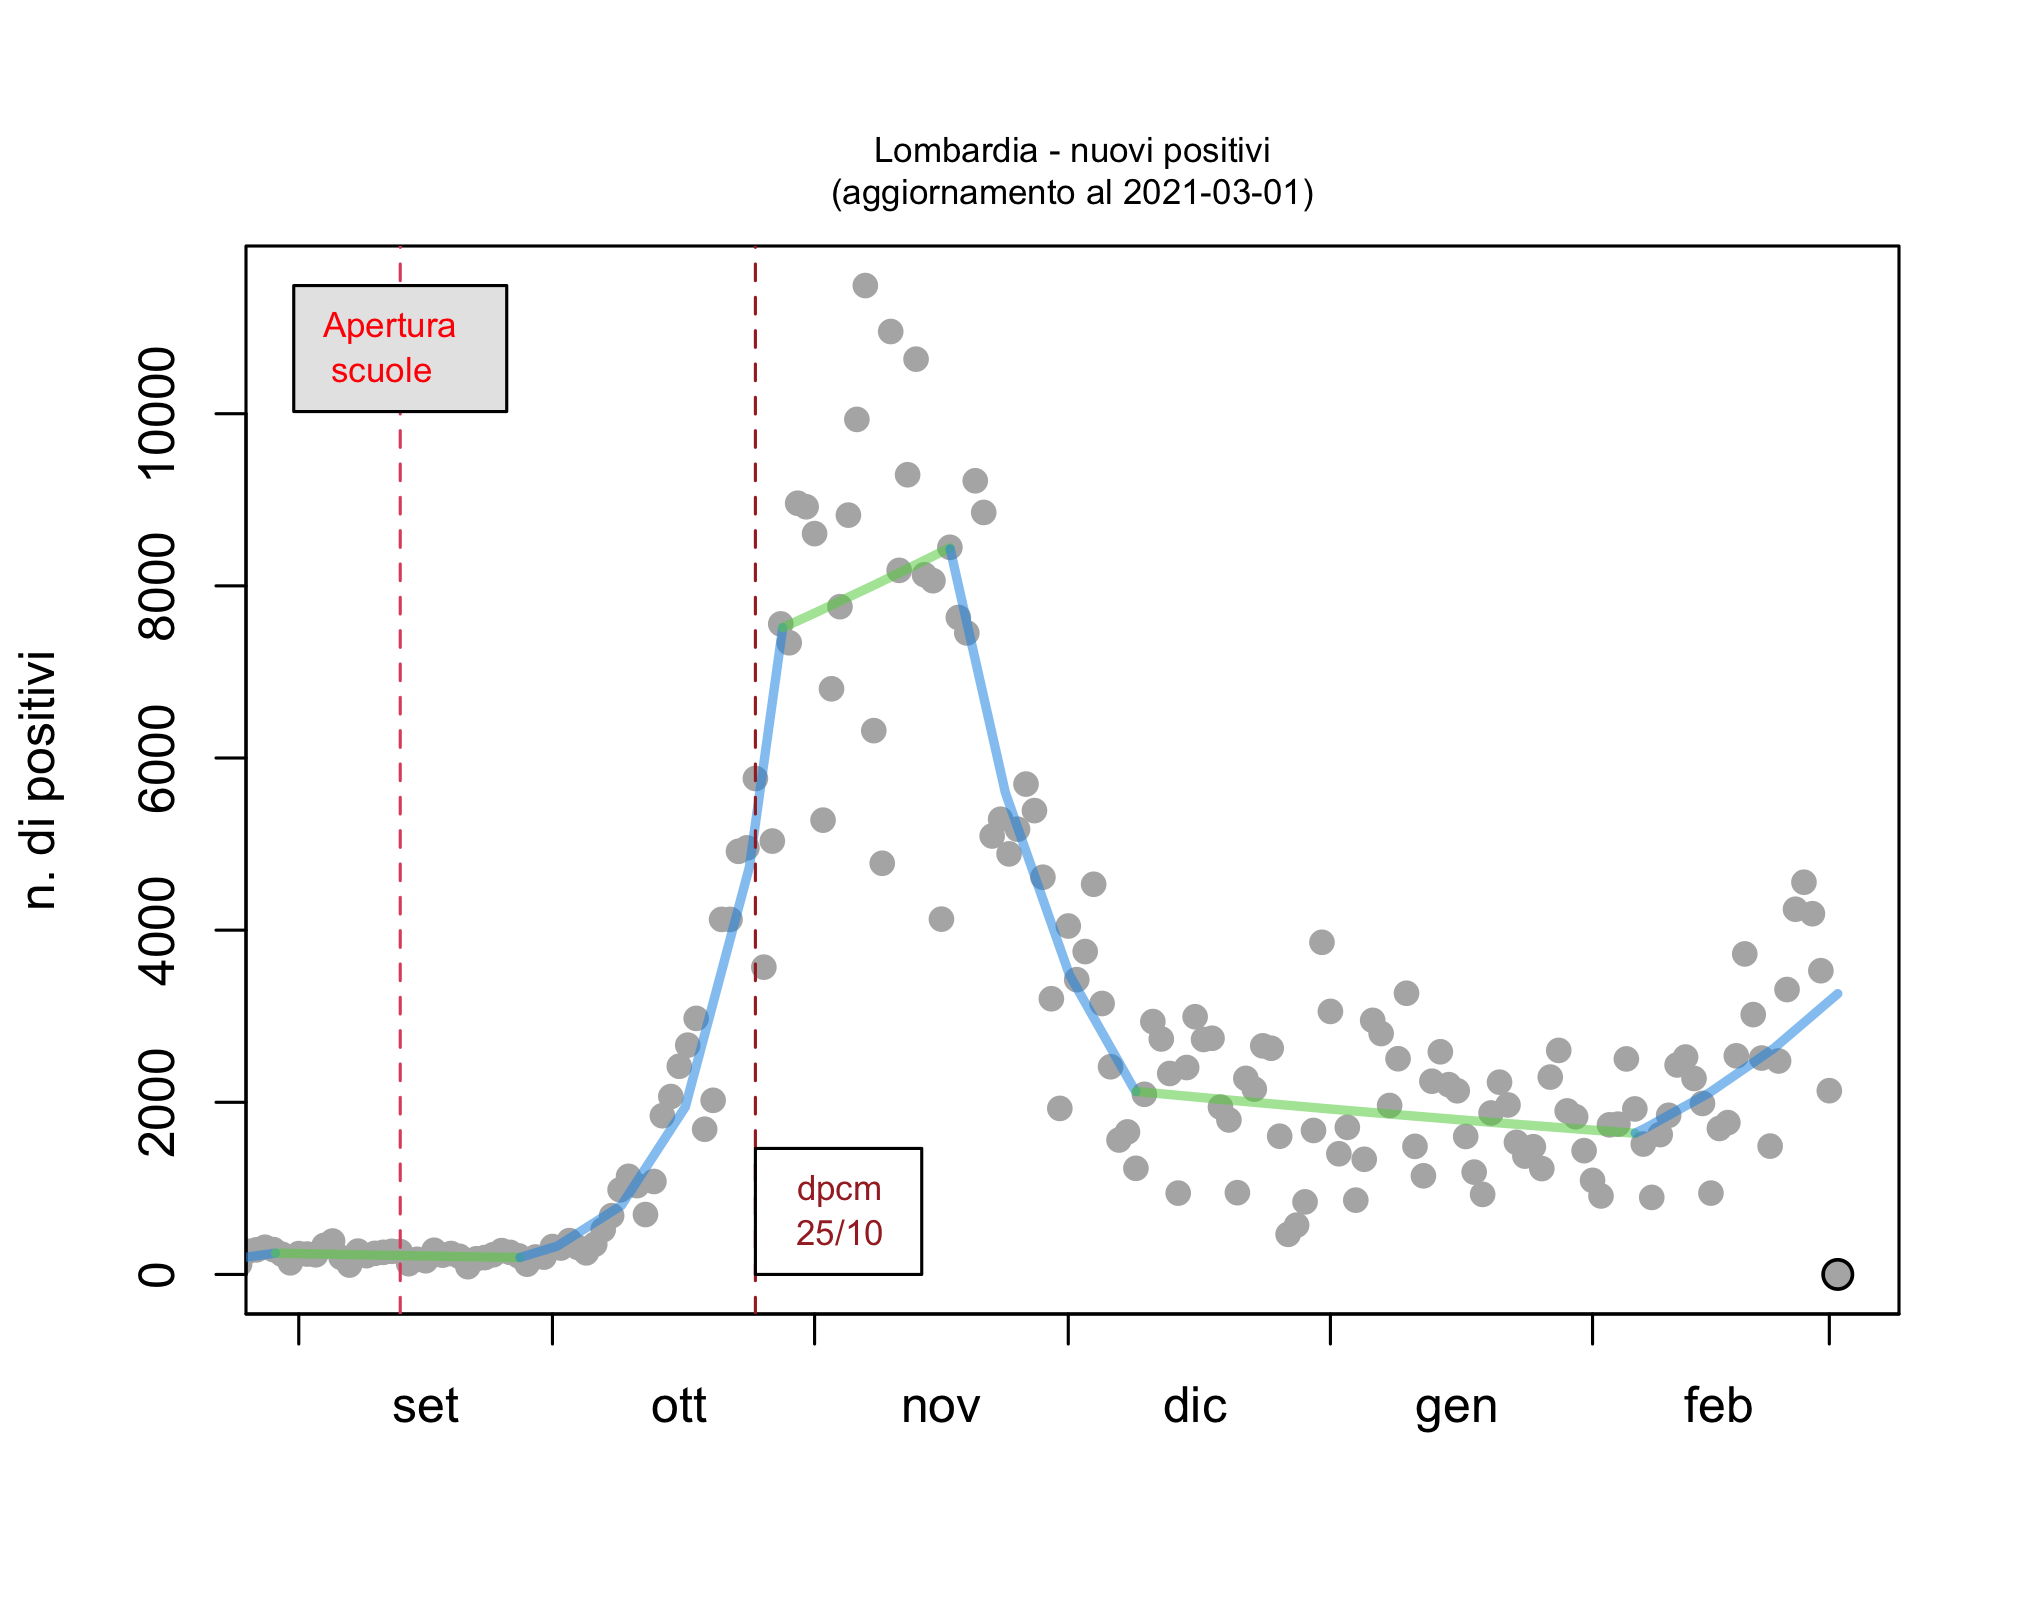 Lombardia - nuovi positivi
(aggiornamento al 2021-03-01)
Apertura
scuole
n. di positivi
10000
8000
6000
4000
2000
0
dpcm
25/10
set ott nov dic gen feb